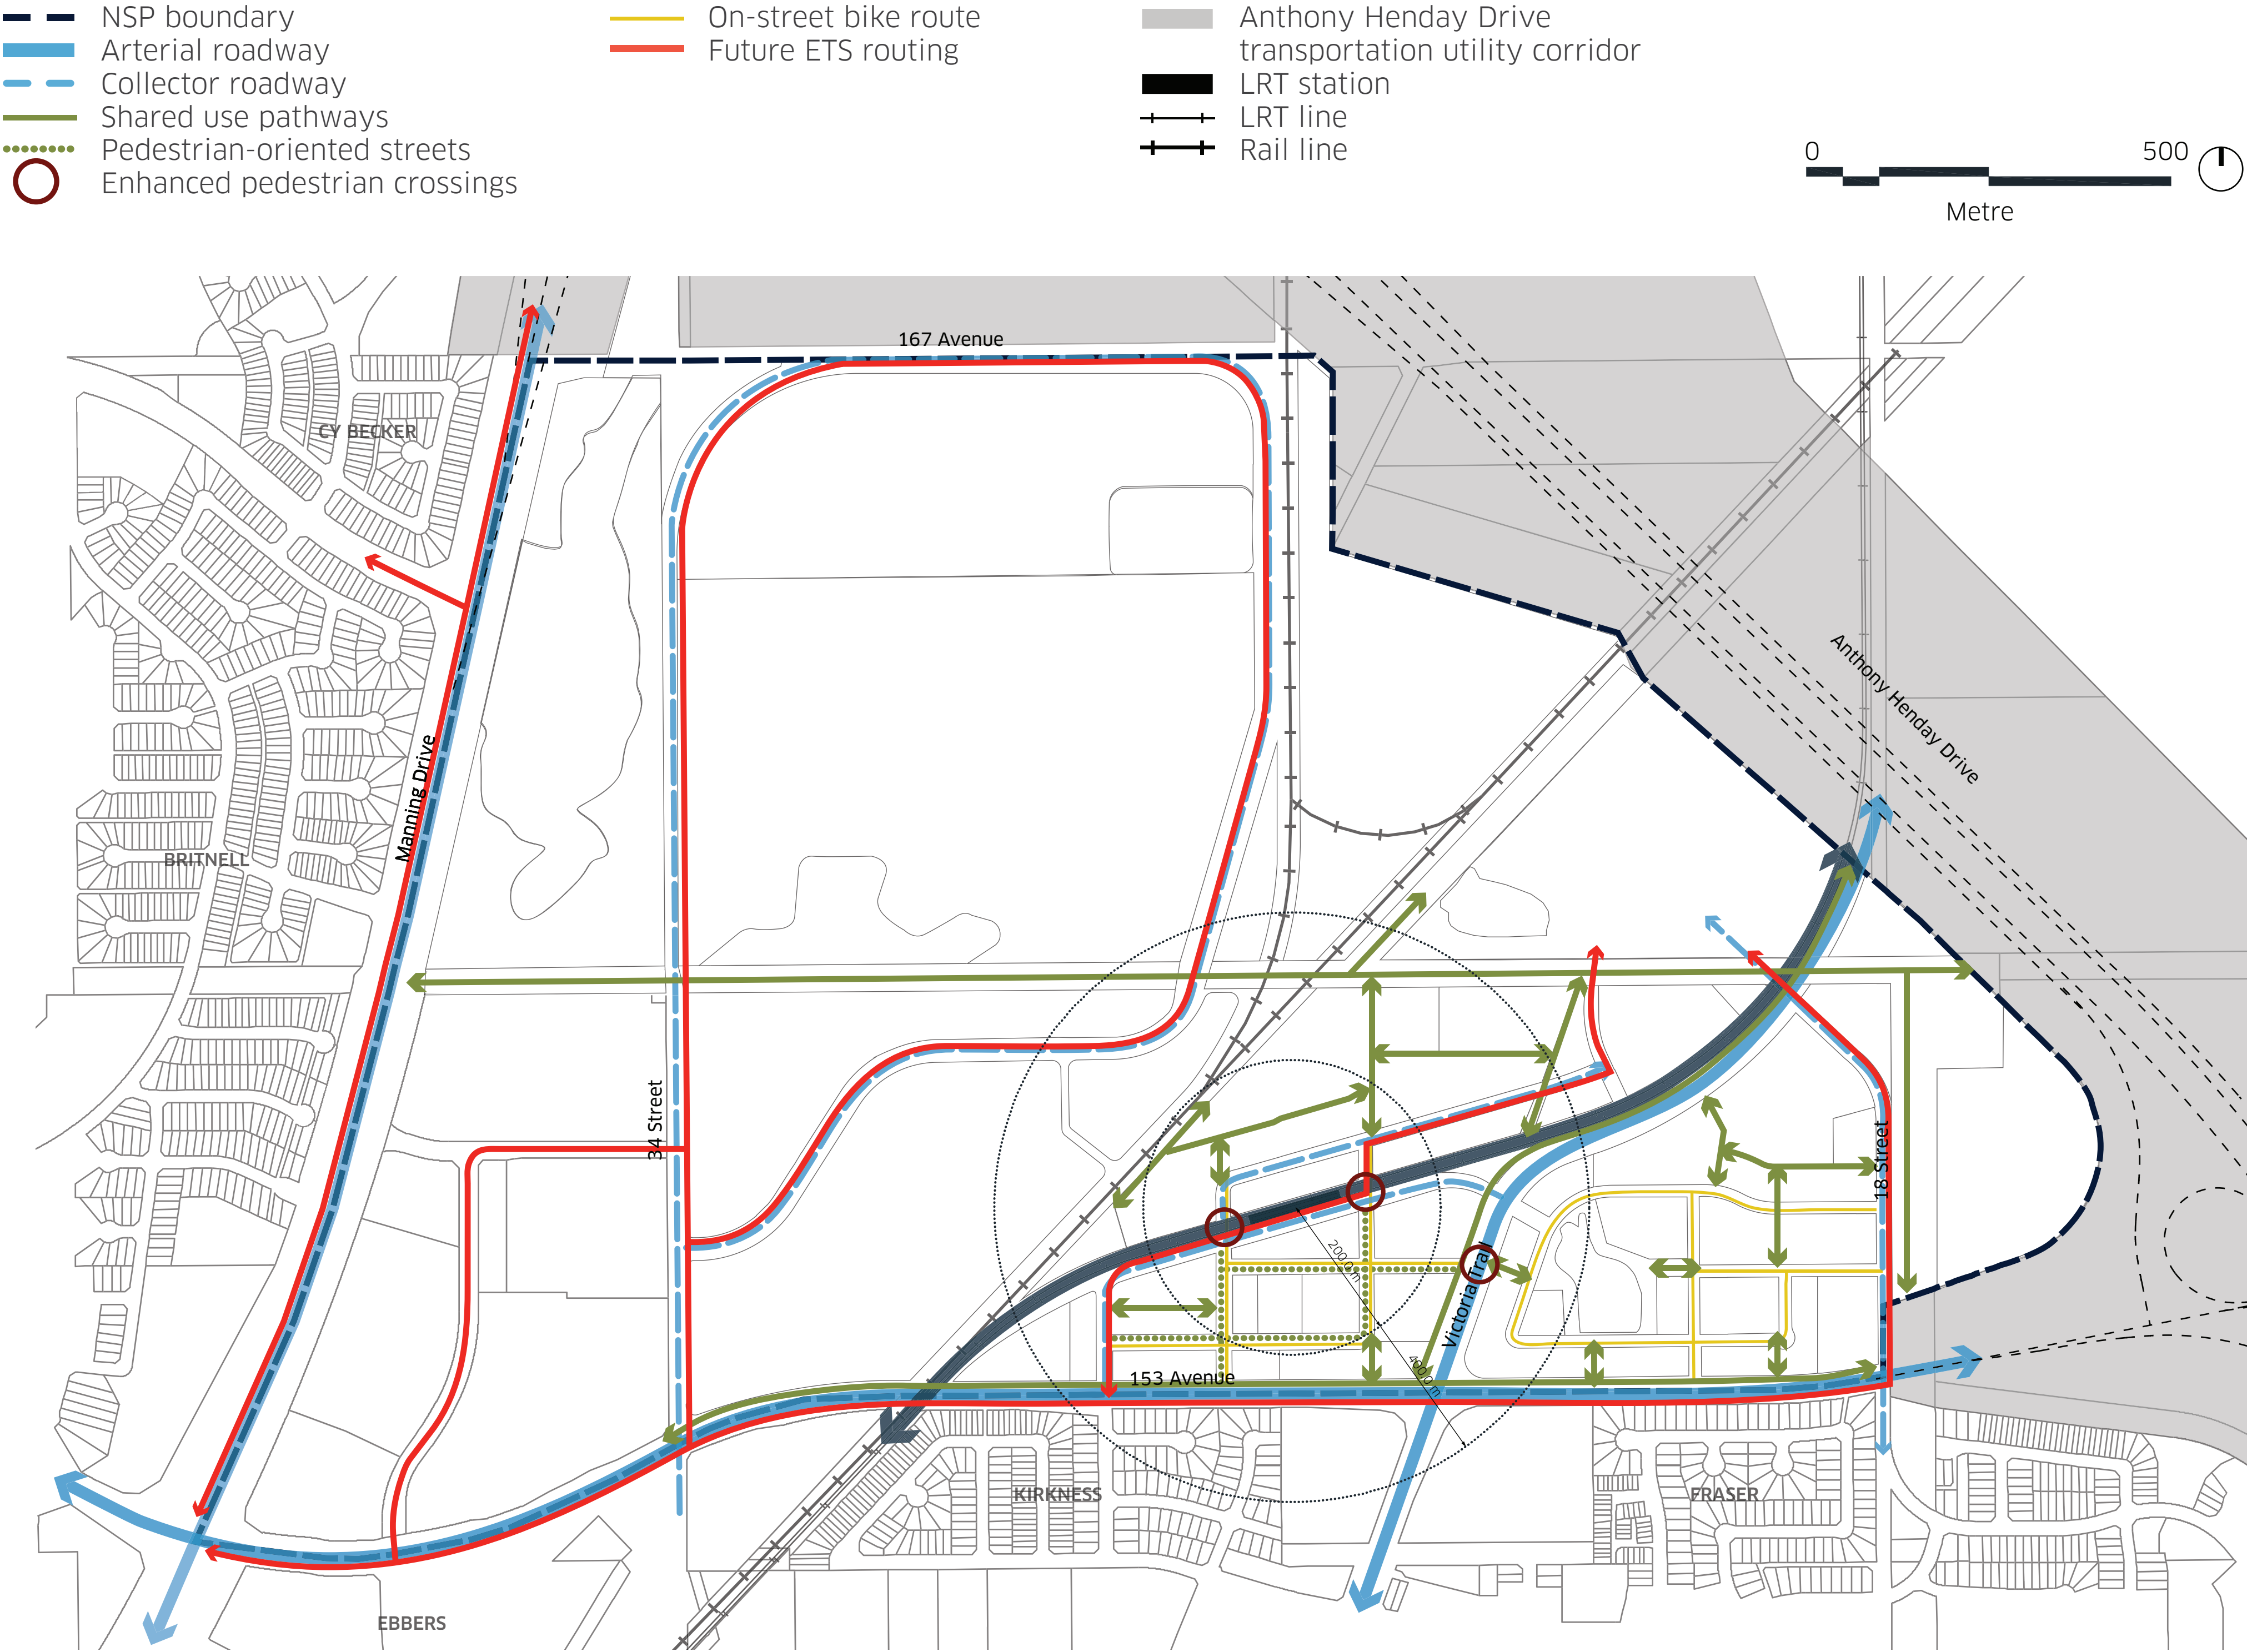 NSP boundary
Arterial roadway
Collector roadway
Shared use pathways
Pedestrian-oriented streets
Enhanced pedestrian crossings
On-street bike route
Future ETS routing
Anthony Henday Drive
transportation utility corridor
LRT station
LRT line
Rail line
0 500
Metre
167 Avenue
CY BECKER
Anthony Henday Drive
Manning Drive
BRITNELL
34 Street
18 Street
200.0 m
Victoria Trail
400.0 m
153 Avenue
KIRKNESS
FRASER
EBBERS